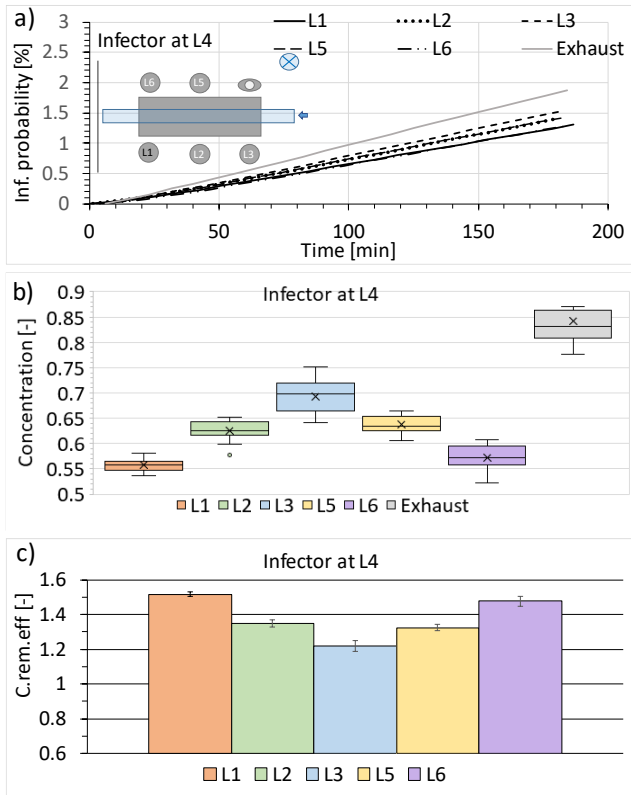 a)
Infector at L4
L1 L2 L3
L5 L6 Exhaust
Inf. probability [%]
3
2.5
2
1.5
1
0.5
0
L6 L5
L1 L2 L3
0 50 100 150 200
Time [min]
b)
Infector at L4
Concentration [-]
0.9
0.85
0.8
0.75
0.7
0.65
0.6
0.55
0.5
L1 L2 L3 L5 L6 Exhaust
c)
Infector at L4
C.rem.eff [-]
1.6
1.4
1.2
1
0.8
0.6
L1 L2 L3 L5 L6